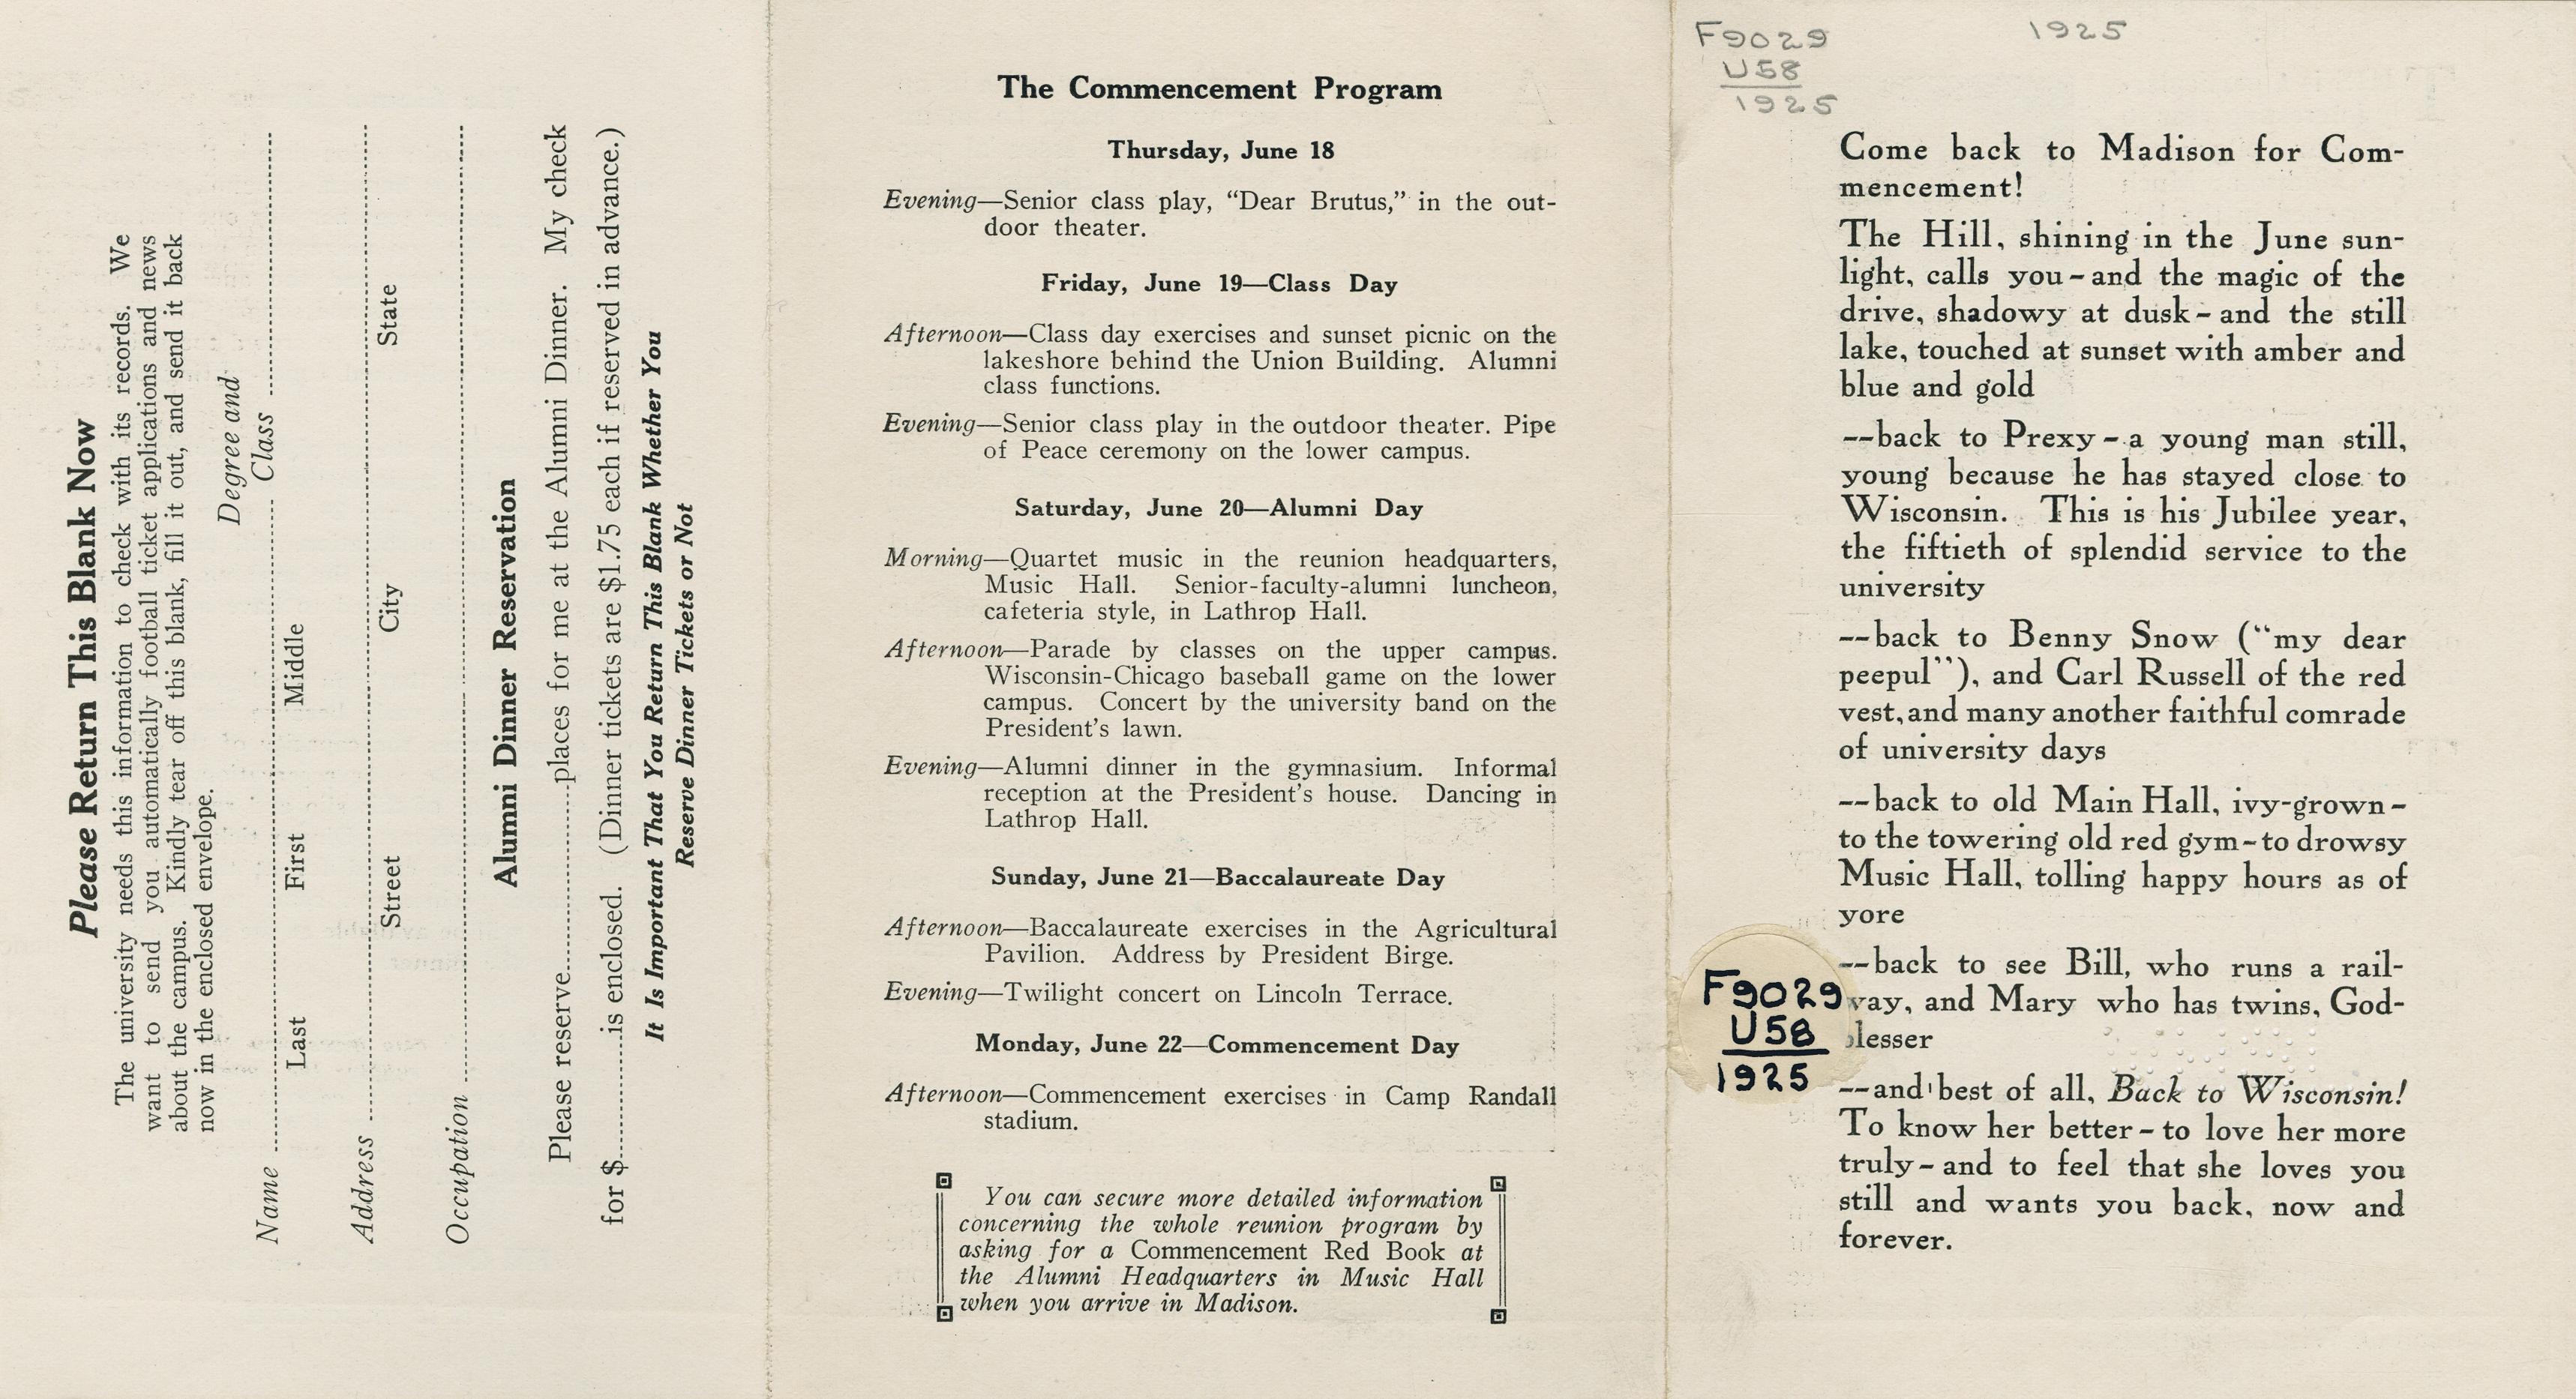 Please Return This Blank Now
The university needs this information to check with its records. We
want to send you automatically football ticket applications and news
about the campus. Kindly tear off this blank, fill it out, and send it back
now in the enclosed envelope.
Degree and
Name Class
Last First Middle
Address
Street City State
Occupation
Alumni Dinner Reservation
Please reserve places for me at the Alumni Dinner. My check
for $ is enclosed. (Dinner tickets are $1.75 each if reserved in advance.)
It Is Important That You Return This Blank Whether You
Reserve Dinner Tickets or Not
The Commencement Program
Thursday, June 18
Evening—Senior class play, “Dear Brutus,” in the out-
door theater.
Friday, June 19—Class Day
Afternoon—Class day exercises and sunset picnic on the
lakeshore behind the Union Building. Alumni
class functions.
Evening—Senior class play in the outdoor theater. Pipe
of Peace ceremony on the lower campus.
Saturday, June 20—Alumni Day
Morning—Quartet music in the reunion headquarters,
Music Hall. Senior-faculty-alumni luncheon,
cafeteria style, in Lathrop Hall.
Afternoon—Parade by classes on the upper campus.
Wisconsin-Chicago baseball game on the lower
campus. Concert by the university band on the
President’s lawn.
Evening—Alumni dinner in the gymnasium. Informal
reception at the President’s house. Dancing in
Lathrop Hall.
Sunday, June 21—Baccalaureate Day
Afternoon—Baccalaureate exercises in the Agricultural
Pavilion. Address by President Birge.
Evening—Twilight concert on Lincoln Terrace.
Monday, June 22—Commencement Day
Afternoon—Commencement exercises in Camp Randall
stadium.
You can secure more detailed information
concerning the whole reunion program by
asking for a Commencement Red Book at
the Alumni Headquarters in Music Hall
when you arrive in Madison.
F9029
U58
1925
1925
Come back to Madison for Com-
mencement!
The Hill, shining in the June sun-
light, calls you – and the magic of the
drive, shadowy at dusk – and the still
lake, touched at sunset with amber and
blue and gold
--back to Prexy – a young man still,
young because he has stayed close to
Wisconsin. This is his Jubilee year,
the fiftieth of splendid service to the
university
--back to Benny Snow (“my dear
peepul”), and Carl Russell of the red
vest, and many another faithful comrade
of university days
--back to old Main Hall, ivy-grown –
to the towering old red gym – to drowsy
Music Hall, tolling happy hours as of
yore
--back to see Bill, who runs a rail-
way, and Mary who has twins, God-
blesser
--and best of all, Back to Wisconsin!
To know her better – to love her more
truly – and to feel that she loves you
still and wants you back, now and
forever.
F9029
U58
1925